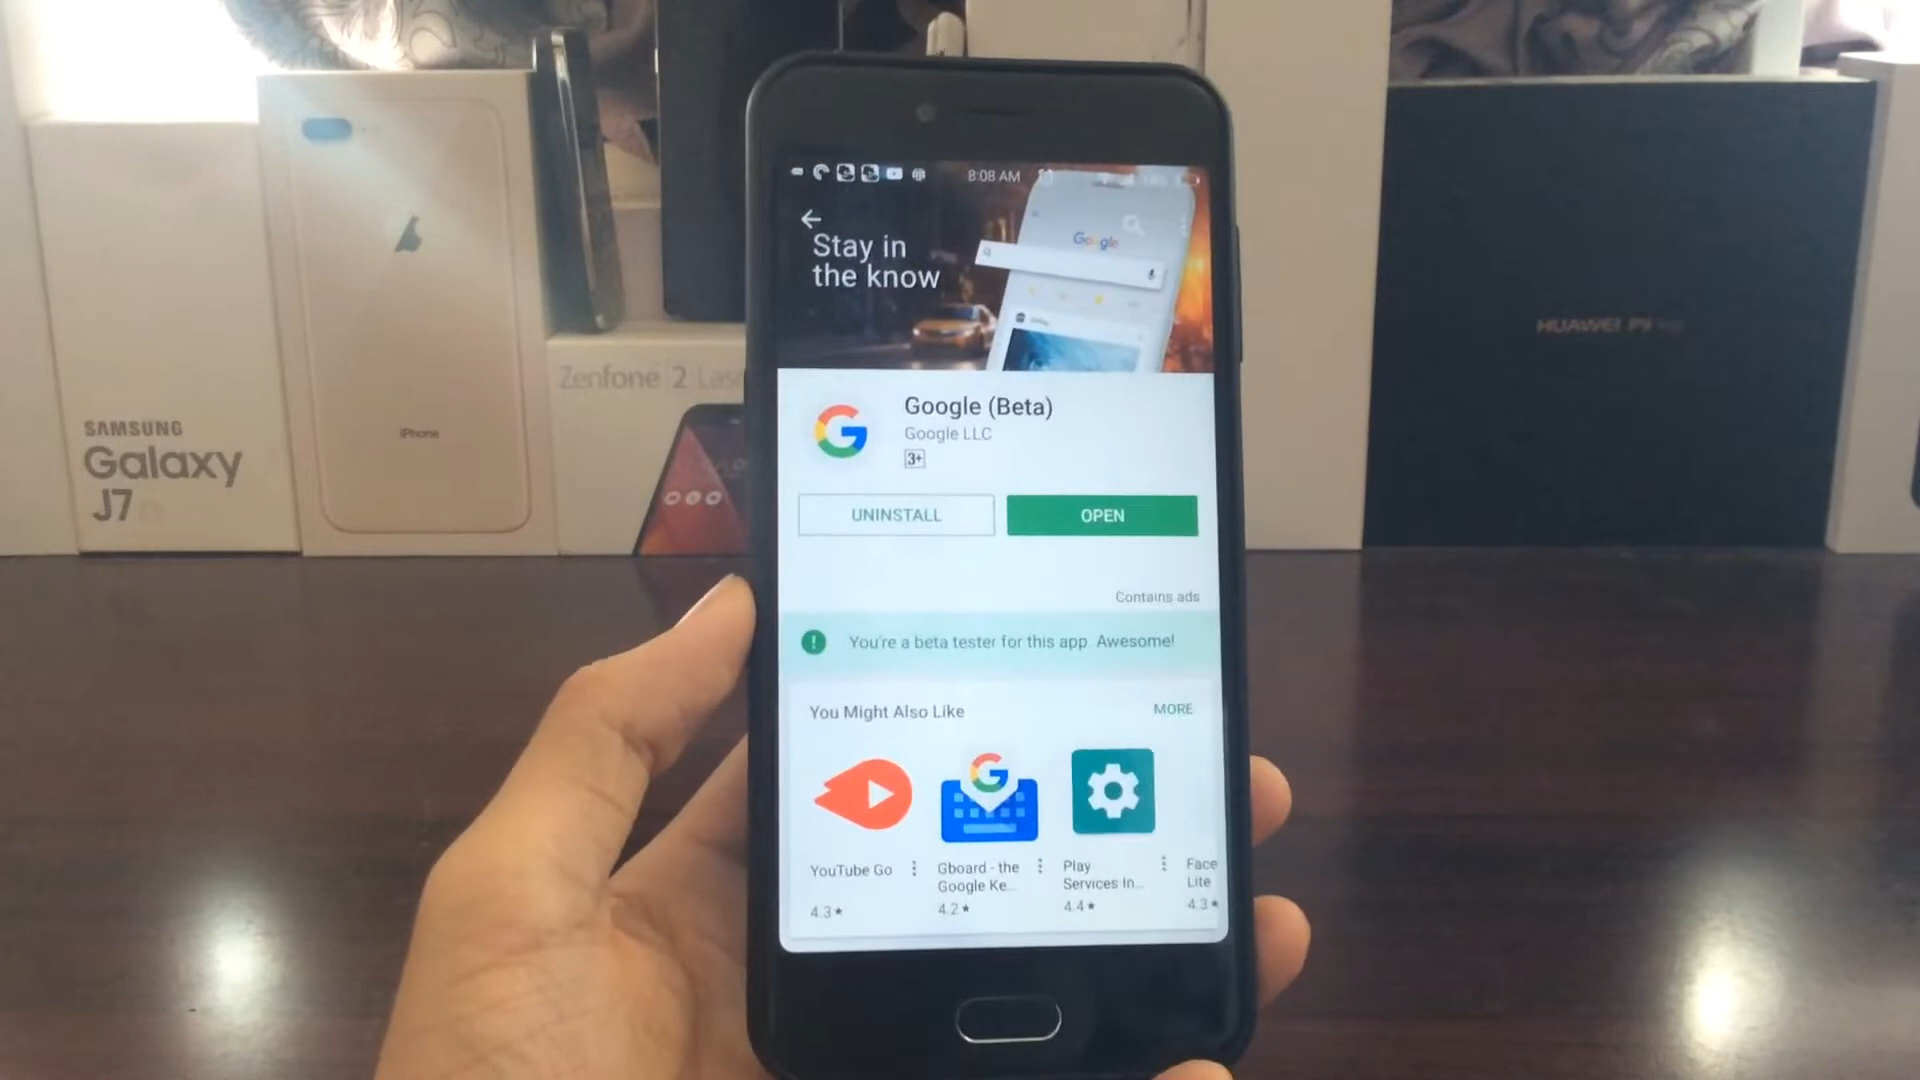 8:08 AM
Stay in
the know
Google
Google (Beta)
Google LLC
3+
UNINSTALL
OPEN
Contains ads
You're a beta tester for this app. Awesome!
You Might Also Like
MORE
YouTube Go
4.3★
Gboard - the
Google Ke...
4.2★
Play
Services In...
4.4★
Face
Lite
4.3★
SAMSUNG
Galaxy
J7
iPhone
Zenfone 2
HUAWEI